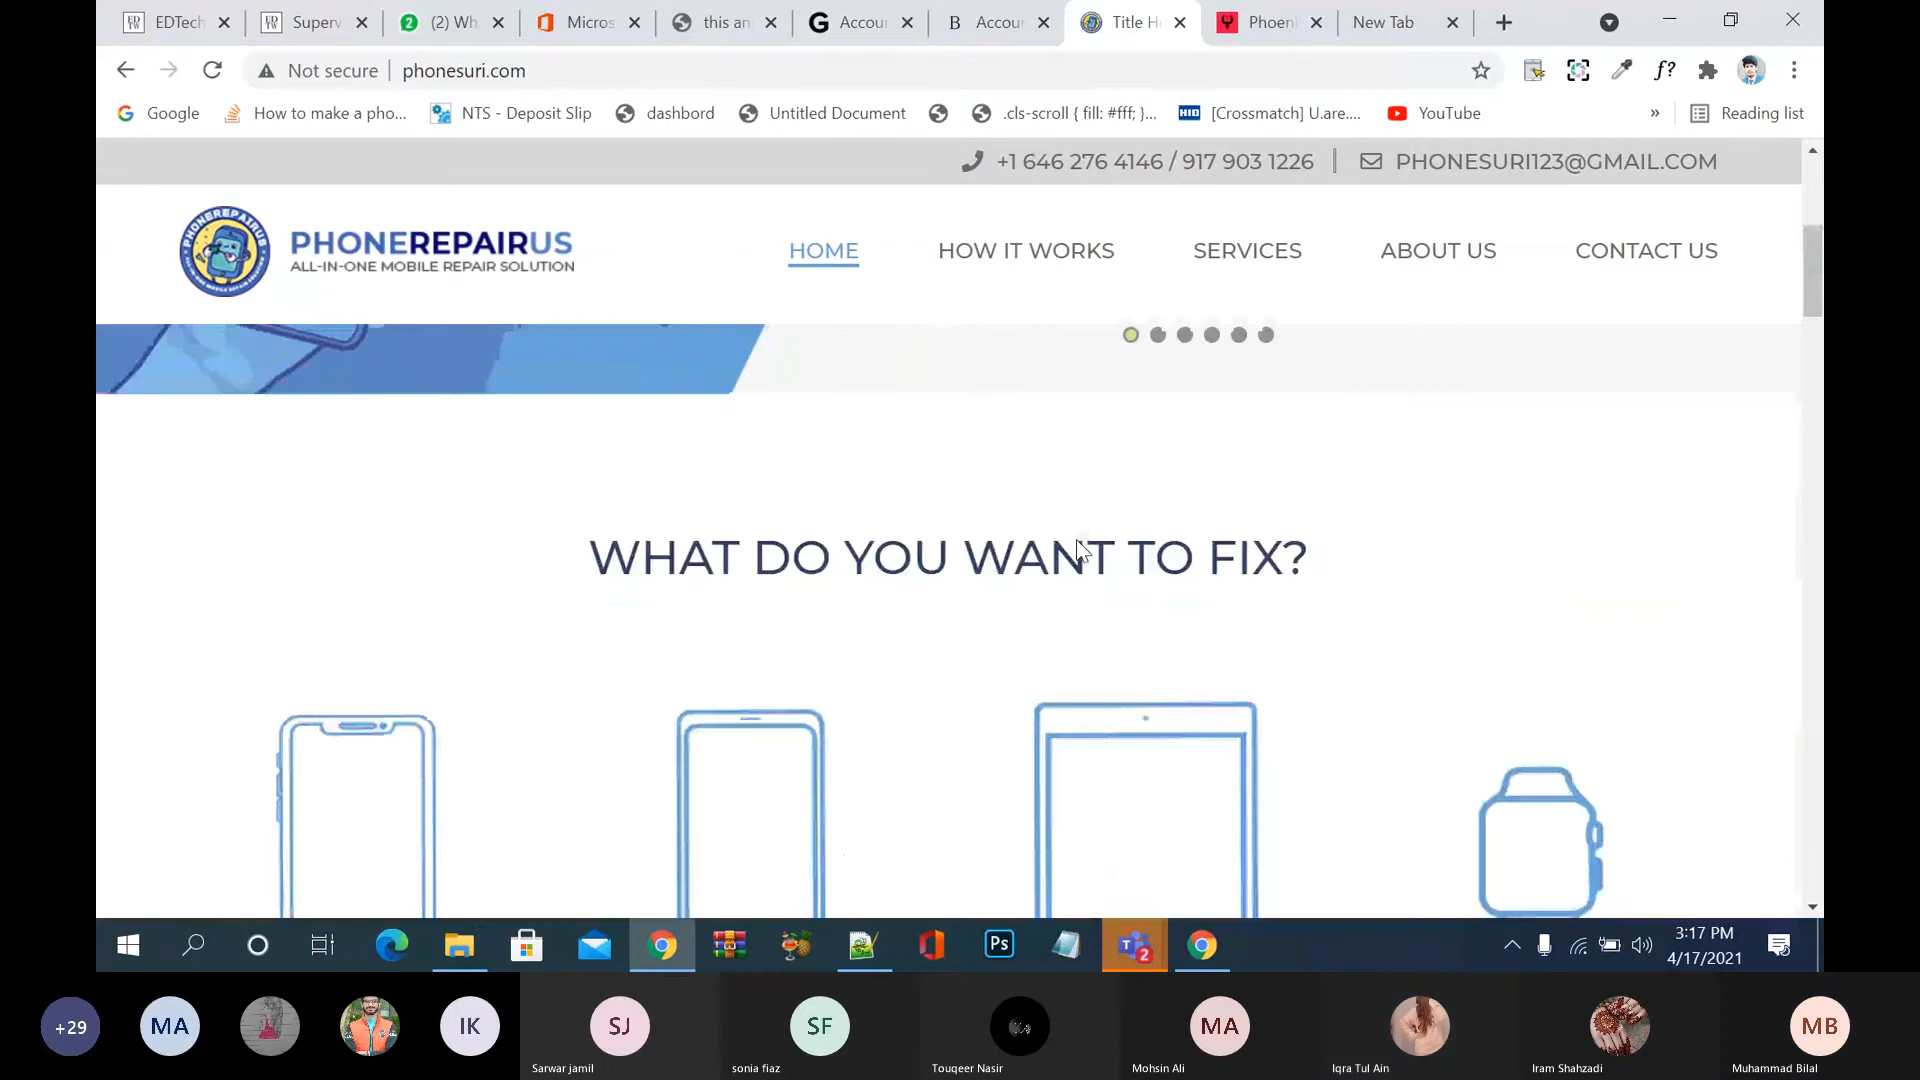 EDTech
Superv
(2) Wh
Micros
this an
Accou
Accou
Title H
Phoeni
New Tab
Not secure
phonesuri.com
Google
How to make a pho...
NTS - Deposit Slip
dashbord
Untitled Document
.cls-scroll { fill: #fff; }...
[Crossmatch] U.are....
YouTube
»
Reading list
+1 646 276 4146 / 917 903 1226
PHONESURI123@GMAIL.COM
PHONEREPAIRUS
ALL-IN-ONE MOBILE REPAIR SOLUTION
HOME
HOW IT WORKS
SERVICES
ABOUT US
CONTACT US
WHAT DO YOU WANT TO FIX?
3:17 PM
4/17/2021
+29
MA
IK
SJ
SF
MA
MB
Sarwar jamil
sonia fiaz
Touqeer Nasir
Mohsin Ali
Iqra Tul Ain
Iram Shahzadi
Muhammad Bilal